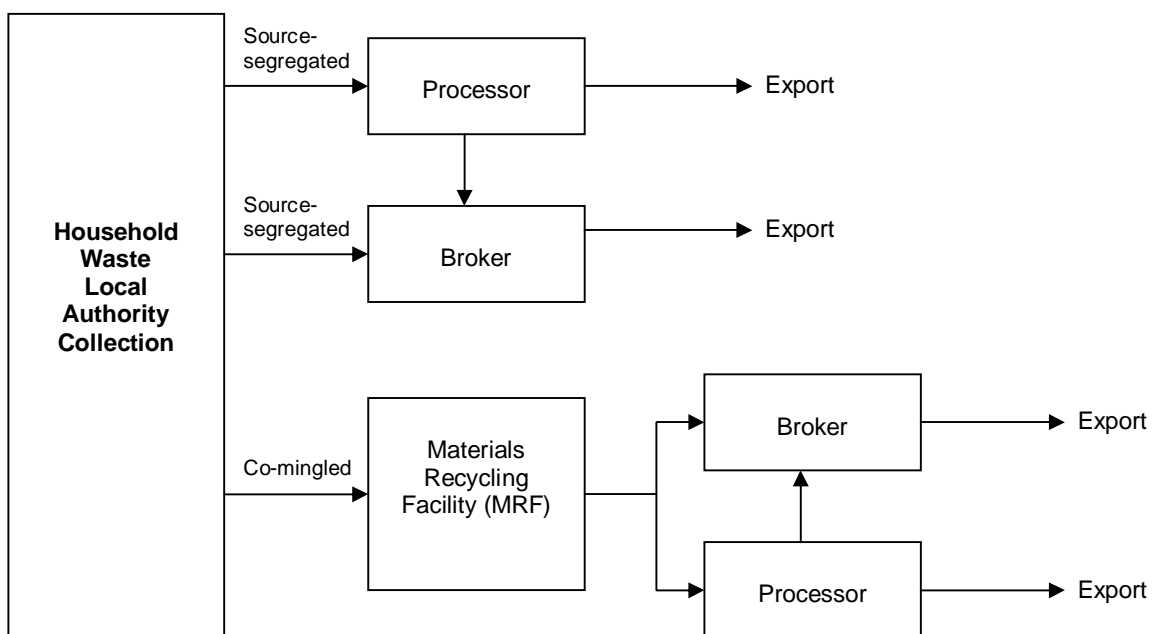 Source-
segregated
Processor
Export
Source-
segregated
Broker
Export
Household
Waste
Local
Authority
Collection
Co-mingled
Materials
Recycling
Facility (MRF)
Broker
Export
Processor
Export